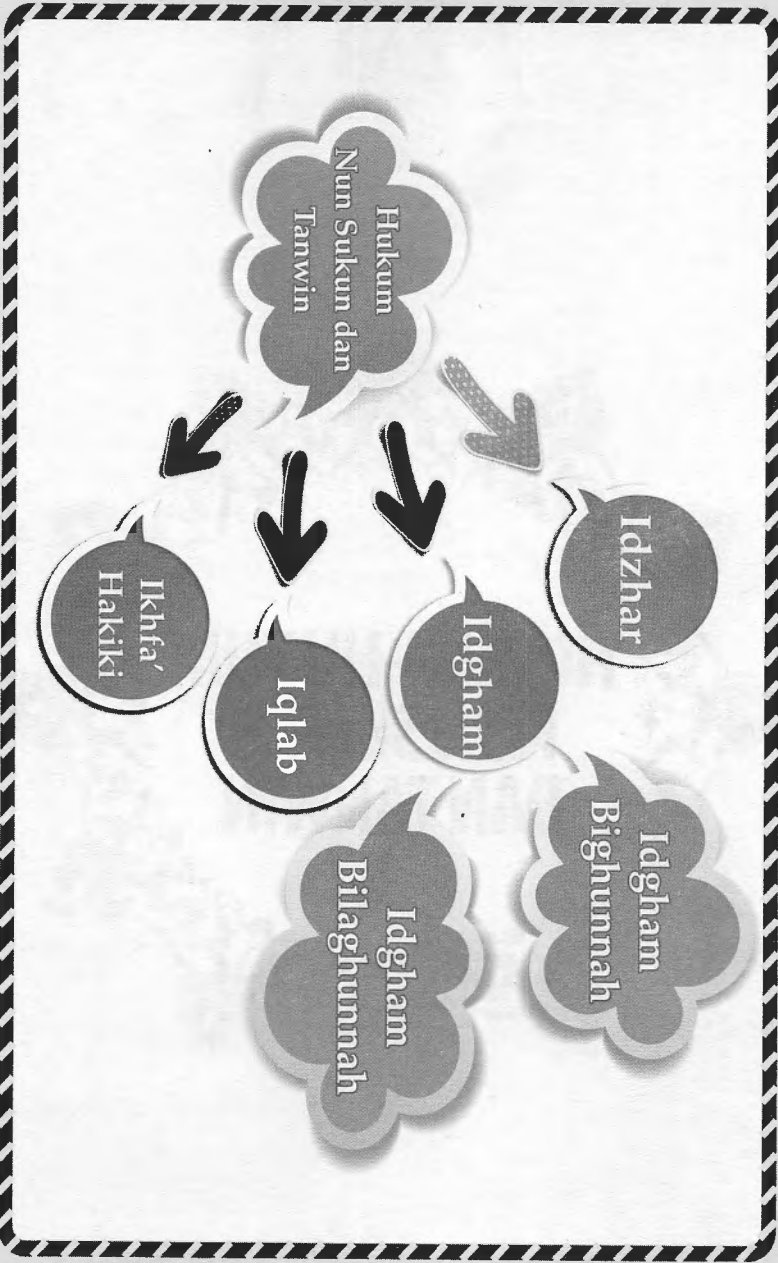 Hukum
Nun Sukun dan
Tanwin
Idzhar
Idgham
Idgham
Bighunnah
Idgham
Bilaghunnah
Iqlab
Ikhfa'
Hakiki